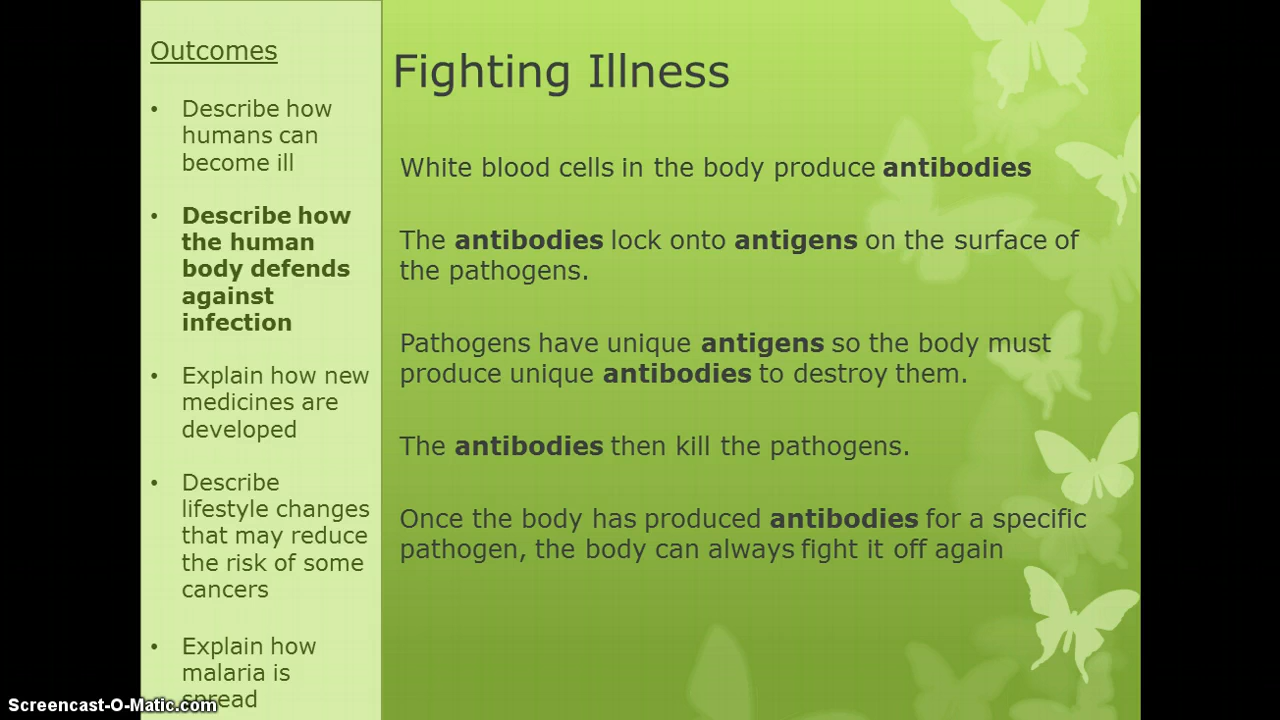 Outcomes
• Describe how
humans can
become ill
• Describe how
the human
body defends
against
infection
• Explain how new
medicines are
developed
• Describe
lifestyle changes
that may reduce
the risk of some
cancers
• Explain how
malaria is
spread
Fighting Illness
White blood cells in the body produce antibodies
The antibodies lock onto antigens on the surface of
the pathogens.
Pathogens have unique antigens so the body must
produce unique antibodies to destroy them.
The antibodies then kill the pathogens.
Once the body has produced antibodies for a specific
pathogen, the body can always fight it off again
Screencast-O-Matic.com